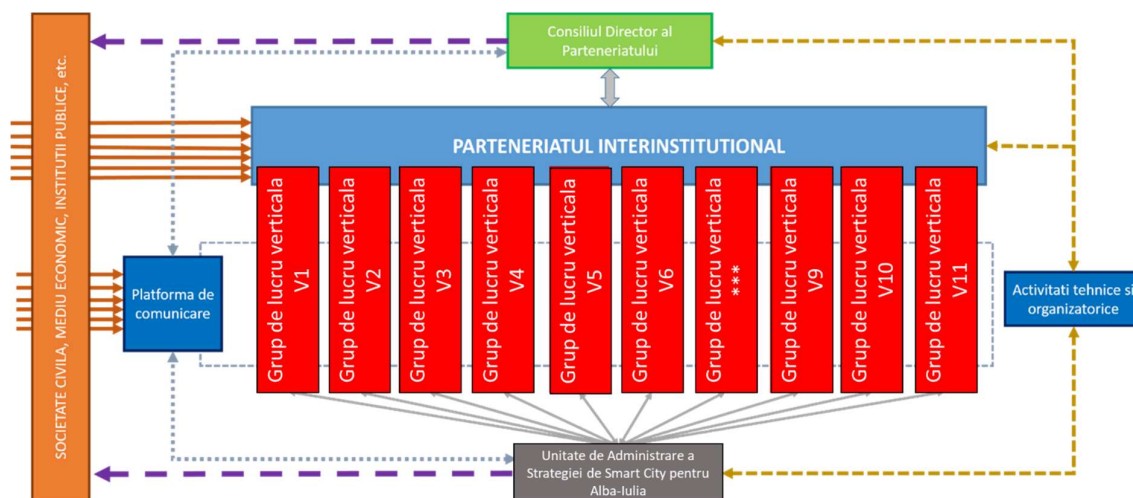 SOCIETATE CIVILA, MEDIU ECONOMIC, INSTITUTII PUBLICE, etc.
Consiliul Director al
Parteneriatului
PARTENERIATUL INTERINSTITUTIONAL
Platforma de
comunicare
Grup de lucru verticala
V1
Grup de lucru verticala
V2
Grup de lucru verticala
V3
Grup de lucru verticala
V4
Grup de lucru verticala
V5
Grup de lucru verticala
V6
Grup de lucru verticala
***
Grup de lucru verticala
V9
Grup de lucru verticala
V10
Grup de lucru verticala
V11
Activitati tehnice si
organizatorice
Unitate de Administrare a
Strategiei de Smart City pentru
Alba-Iulia